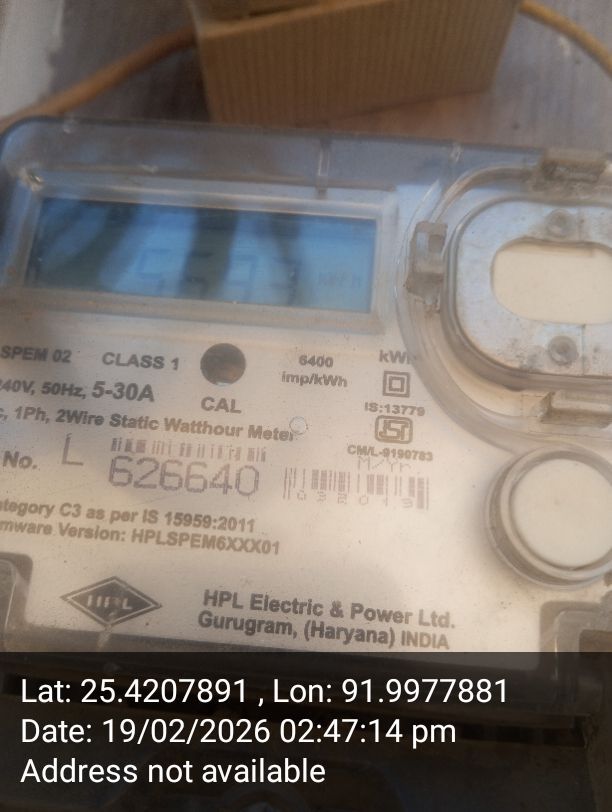 SPEM 02 CLASS 1 6400 imp/kWh kWh
240V, 50Hz, 5-30A CAL IS:13779
1Ph, 2Wire Static Watthour Meter CM/L-9190783
No. L 626640 M/Yr
ategory C3 as per IS 15959:2011
mware Version: HPLSPEM6XXX01
HPL
HPL Electric & Power Ltd.
Gurugram, (Haryana) INDIA
Lat: 25.4207891 , Lon: 91.9977881
Date: 19/02/2026 02:47:14 pm
Address not available